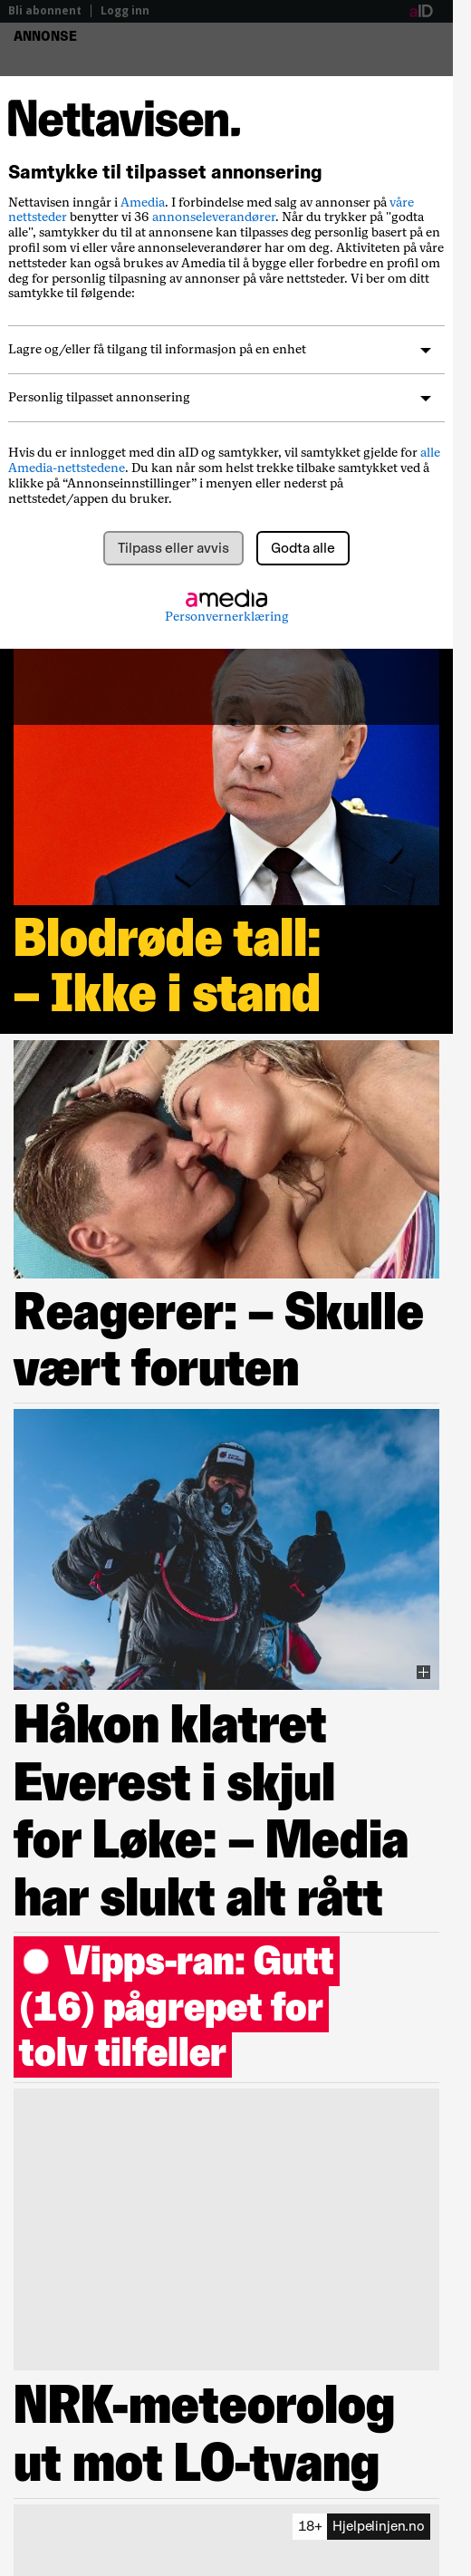 Bli abonnent | Logg inn aID
ANNONSE
Nettavisen.
Samtykke til tilpasset annonsering
Nettavisen inngår i Amedia. I forbindelse med salg av annonser på våre
nettsteder benytter vi 36 annonseleverandører. Når du trykker på "godta
alle", samtykker du til at annonsene kan tilpasses deg personlig basert på en
profil som vi eller våre annonseleverandører har om deg. Aktiviteten på våre
nettsteder kan også brukes av Amedia til å bygge eller forbedre en profil om
deg for personlig tilpasning av annonser på våre nettsteder. Vi ber om ditt
samtykke til følgende:
Lagre og/eller få tilgang til informasjon på en enhet
Personlig tilpasset annonsering
Hvis du er innlogget med din aID og samtykker, vil samtykket gjelde for alle
Amedia-nettstedene. Du kan når som helst trekke tilbake samtykket ved å
klikke på “Annonseinnstillinger” i menyen eller nederst på
nettstedet/appen du bruker.
Tilpass eller avvis Godta alle
amedia
Personvernerklæring
Blodrøde tall:
– Ikke i stand
Reagerer: – Skulle
vært foruten
Håkon klatret
Everest i skjul
for Løke: – Media
har slukt alt rått
Vipps-ran: Gutt
(16) pågrepet for
tolv tilfeller
NRK-meteorolog
ut mot LO-tvang
18+ Hjelpelinjen.no